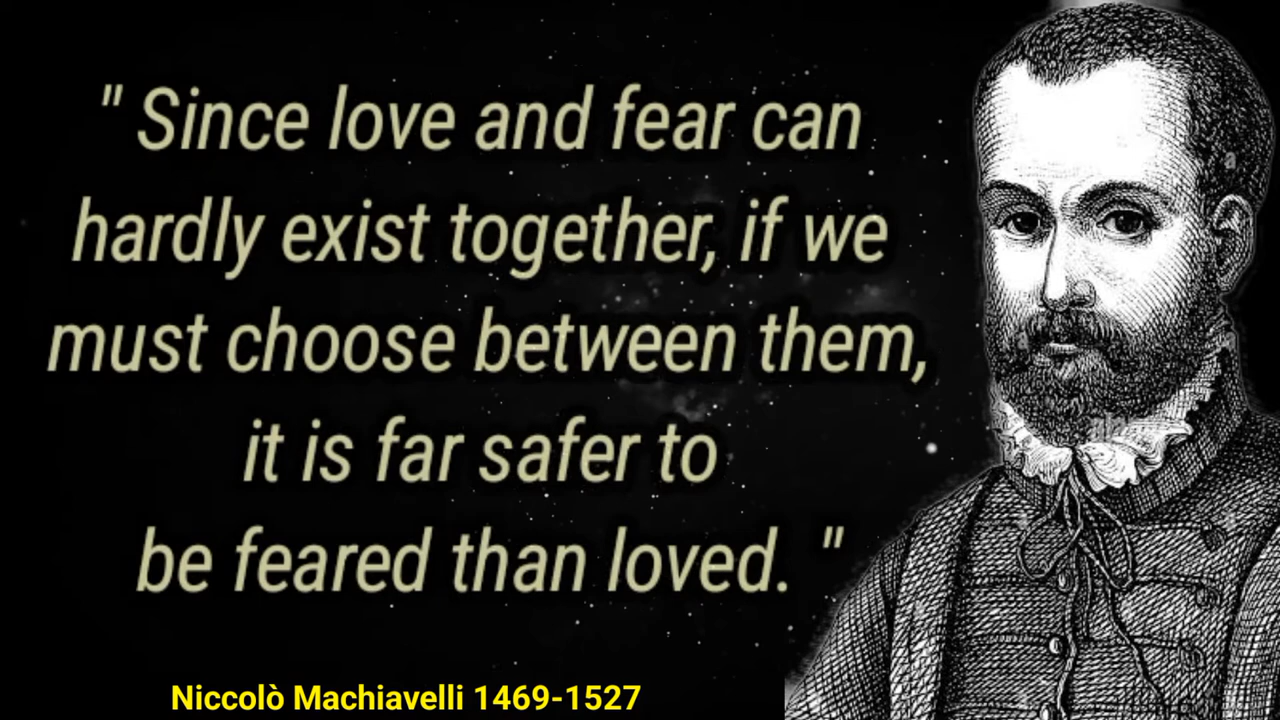 " Since love and fear can
hardly exist together, if we
must choose between them,
it is far safer to
be feared than loved. "
Niccolò Machiavelli 1469-1527